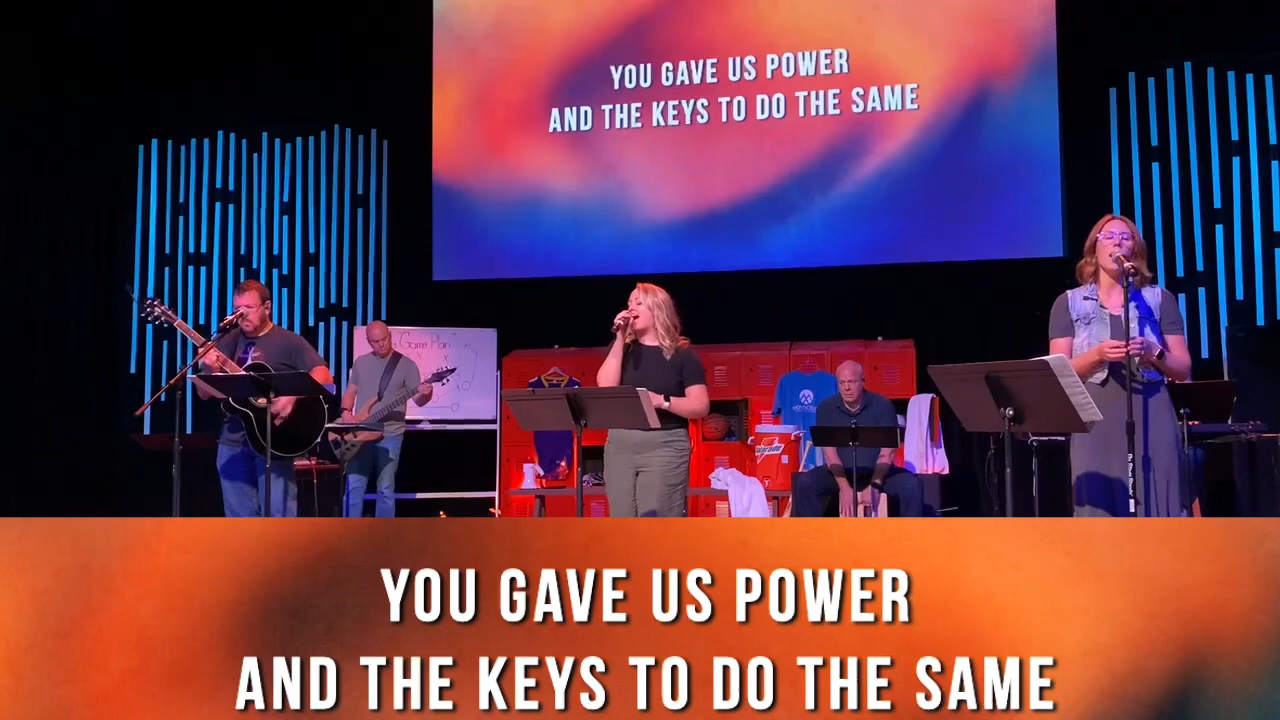 YOU GAVE US POWER
AND THE KEYS TO DO THE SAME
Game Plan
YOU GAVE US POWER
AND THE KEYS TO DO THE SAME